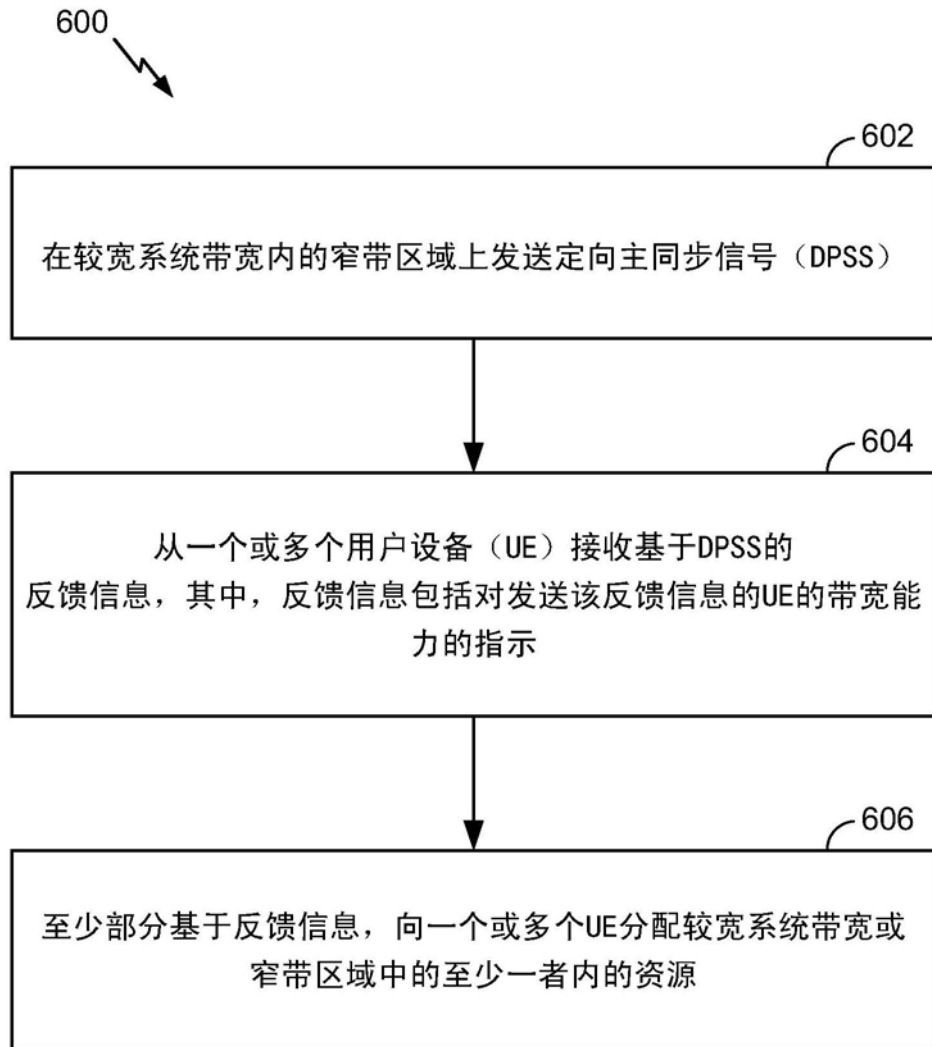 600
602
在较宽系统带宽内的窄带区域上发送定向主同步信号（DPSS）
604
从一个或多个用户设备（UE）接收基于DPSS的
反馈信息，其中，反馈信息包括对发送该反馈信息的UE的带宽能
力的指示
606
至少部分基于反馈信息，向一个或多个UE分配较宽系统带宽或
窄带区域中的至少一者内的资源